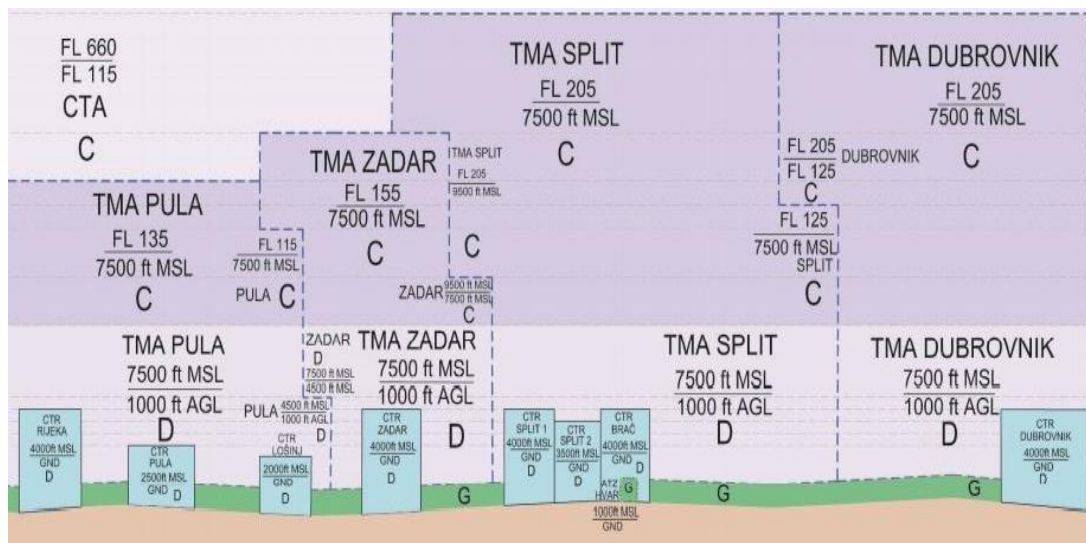 FL 660
FL 115
CTA
C
TMA SPLIT
FL 205
7500 ft MSL
C
TMA DUBROVNIK
FL 205
7500 ft MSL
C
TMA ZADAR
FL 155
7500 ft MSL
C
TMA SPLIT
FL 205
9500 ft MSL
C
FL 205
FL 125
DUBROVNIK
C
TMA PULA
FL 135
7500 ft MSL
C
FL 115
7500 ft MSL
PULA C
FL 125
7500 ft MSL
SPLIT
C
ZADAR
9500 ft MSL
7500 ft MSL
C
TMA PULA
7500 ft MSL
1000 ft AGL
D
ZADAR
D
7500 ft MSL
4500 ft MSL
PULA
4500 ft MSL
1000 ft AGL
D
TMA ZADAR
7500 ft MSL
1000 ft AGL
D
TMA SPLIT
7500 ft MSL
1000 ft AGL
D
TMA DUBROVNIK
7500 ft MSL
1000 ft AGL
D
CTR
RIJEKA
4000ft MSL
GND
D
CTR
PULA
2500ft MSL
GND D
CTR
LOŠINJ
2000ft MSL
GND
D
CTR
ZADAR
4000ft MSL
GND
D
G
CTR
SPLIT 1
4000ft MSL
GND
D
CTR
SPLIT 2
3500ft MSL
GND
D
CTR
BRAČ
4000ft MSL
GND
D
ATZ
HVAR
G
1000ft MSL
GND
G
G
CTR
DUBROVNIK
4000ft MSL
GND
D